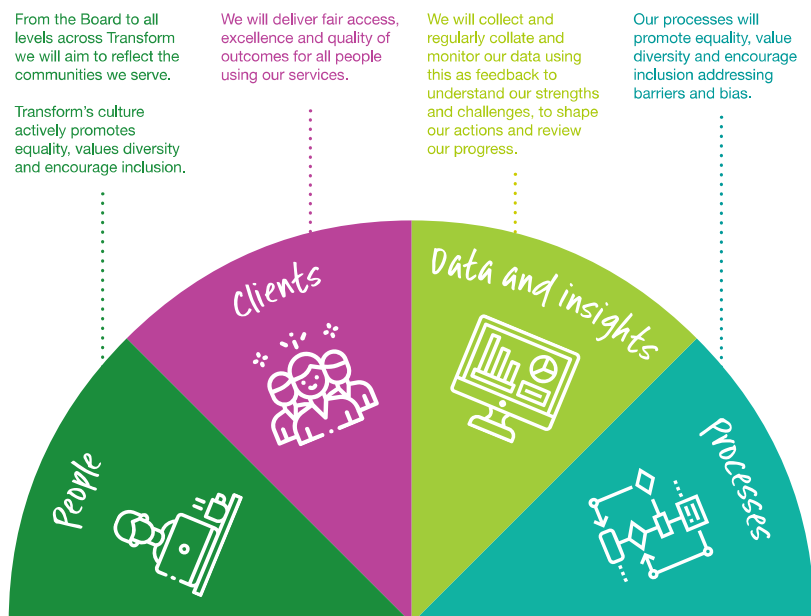 From the Board to all
levels across Transform
we will aim to reflect the
communities we serve.
Transform's culture
actively promotes
equality, values diversity
and encourage inclusion.
We will deliver fair access,
excellence and quality of
outcomes for all people
using our services.
We will collect and
regularly collate and
monitor our data using
this as feedback to
understand our strengths
and challenges, to shape
our actions and review
our progress.
Our processes will
promote equality, value
diversity and encourage
inclusion addressing
barriers and bias.
People
Clients
Data and insights
Processes